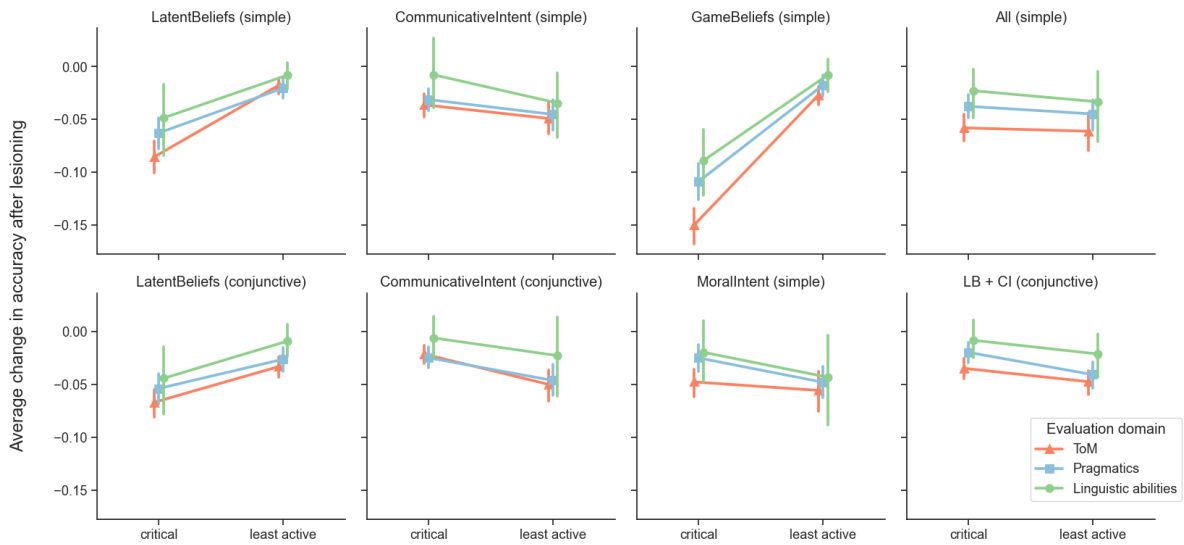 LatentBeliefs (simple)
CommunicativeIntent (simple)
GameBeliefs (simple)
All (simple)
0.00
−0.05
−0.10
−0.15
Average change in accuracy after lesioning
LatentBeliefs (conjunctive)
CommunicativeIntent (conjunctive)
MoralIntent (simple)
LB + CI (conjunctive)
0.00
−0.05
−0.10
−0.15
Evaluation domain
ToM
Pragmatics
Linguistic abilities
critical
least active
critical
least active
critical
least active
critical
least active